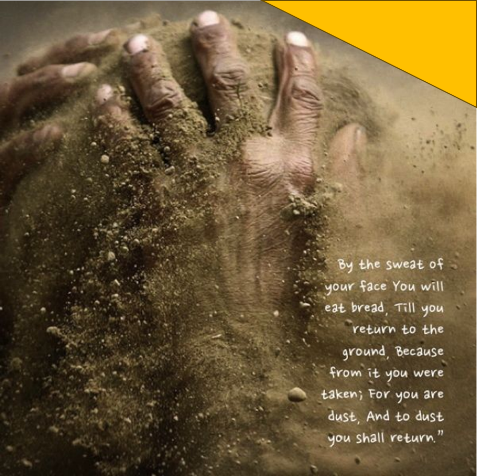 By the sweat of
your face You will
eat bread, Till you
return to the
ground, Because
from it you were
taken; For you are
dust, And to dust
you shall return.”